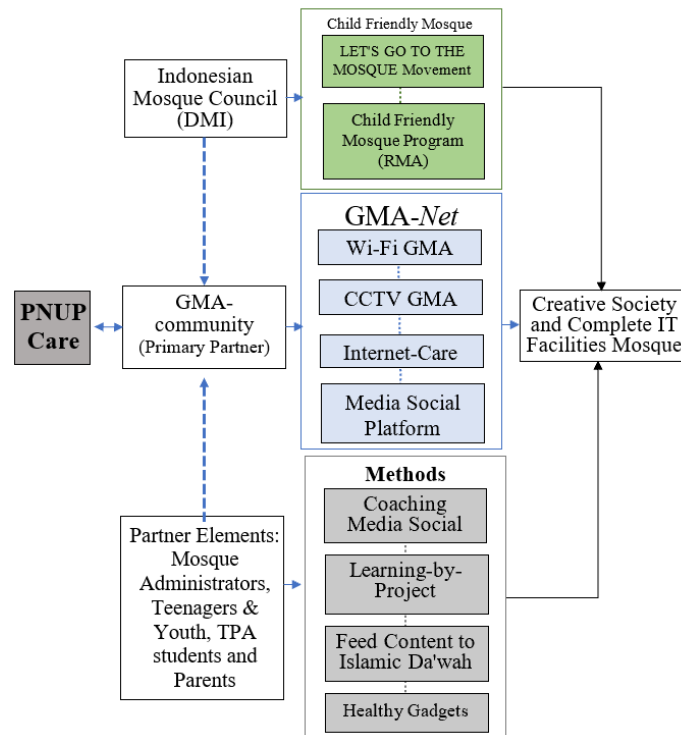 Child Friendly Mosque
LET'S GO TO THE
MOSQUE Movement
Child Friendly
Mosque Program
(RMA)
Indonesian
Mosque Council
(DMI)
GMA-Net
Wi-Fi GMA
CCTV GMA
Internet-Care
Media Social
Platform
PNUP
Care
GMA-
community
(Primary Partner)
Creative Society
and Complete IT
Facilities Mosque
Methods
Coaching
Media Social
Learning-by-
Project
Feed Content to
Islamic Da'wah
Healthy Gadgets
Partner Elements:
Mosque
Administrators,
Teenagers &
Youth, TPA
students and
Parents